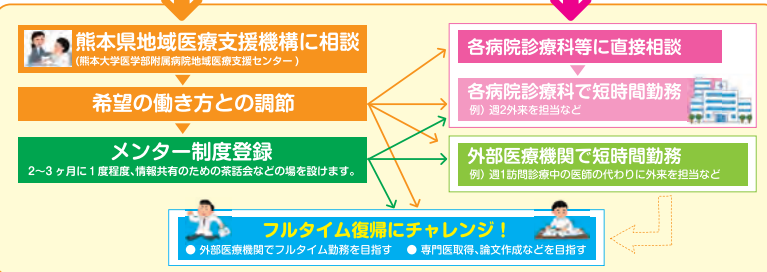 熊本県地域医療支援機構に相談
(熊本大学医学部附属病院地域医療支援センター)
希望の働き方との調節
メンター制度登録
2〜3ヶ月に1度程度、情報共有のための茶話会などの場を設けます。
各病院診療科等に直接相談
各病院診療科で短時間勤務
例）週2外来を担当など
外部医療機関で短時間勤務
例）週1訪問診療中の医師の代わりに外来を担当など
フルタイム復帰にチャレンジ！
● 外部医療機関でフルタイム勤務を目指す　● 専門医取得、論文作成などを目指す